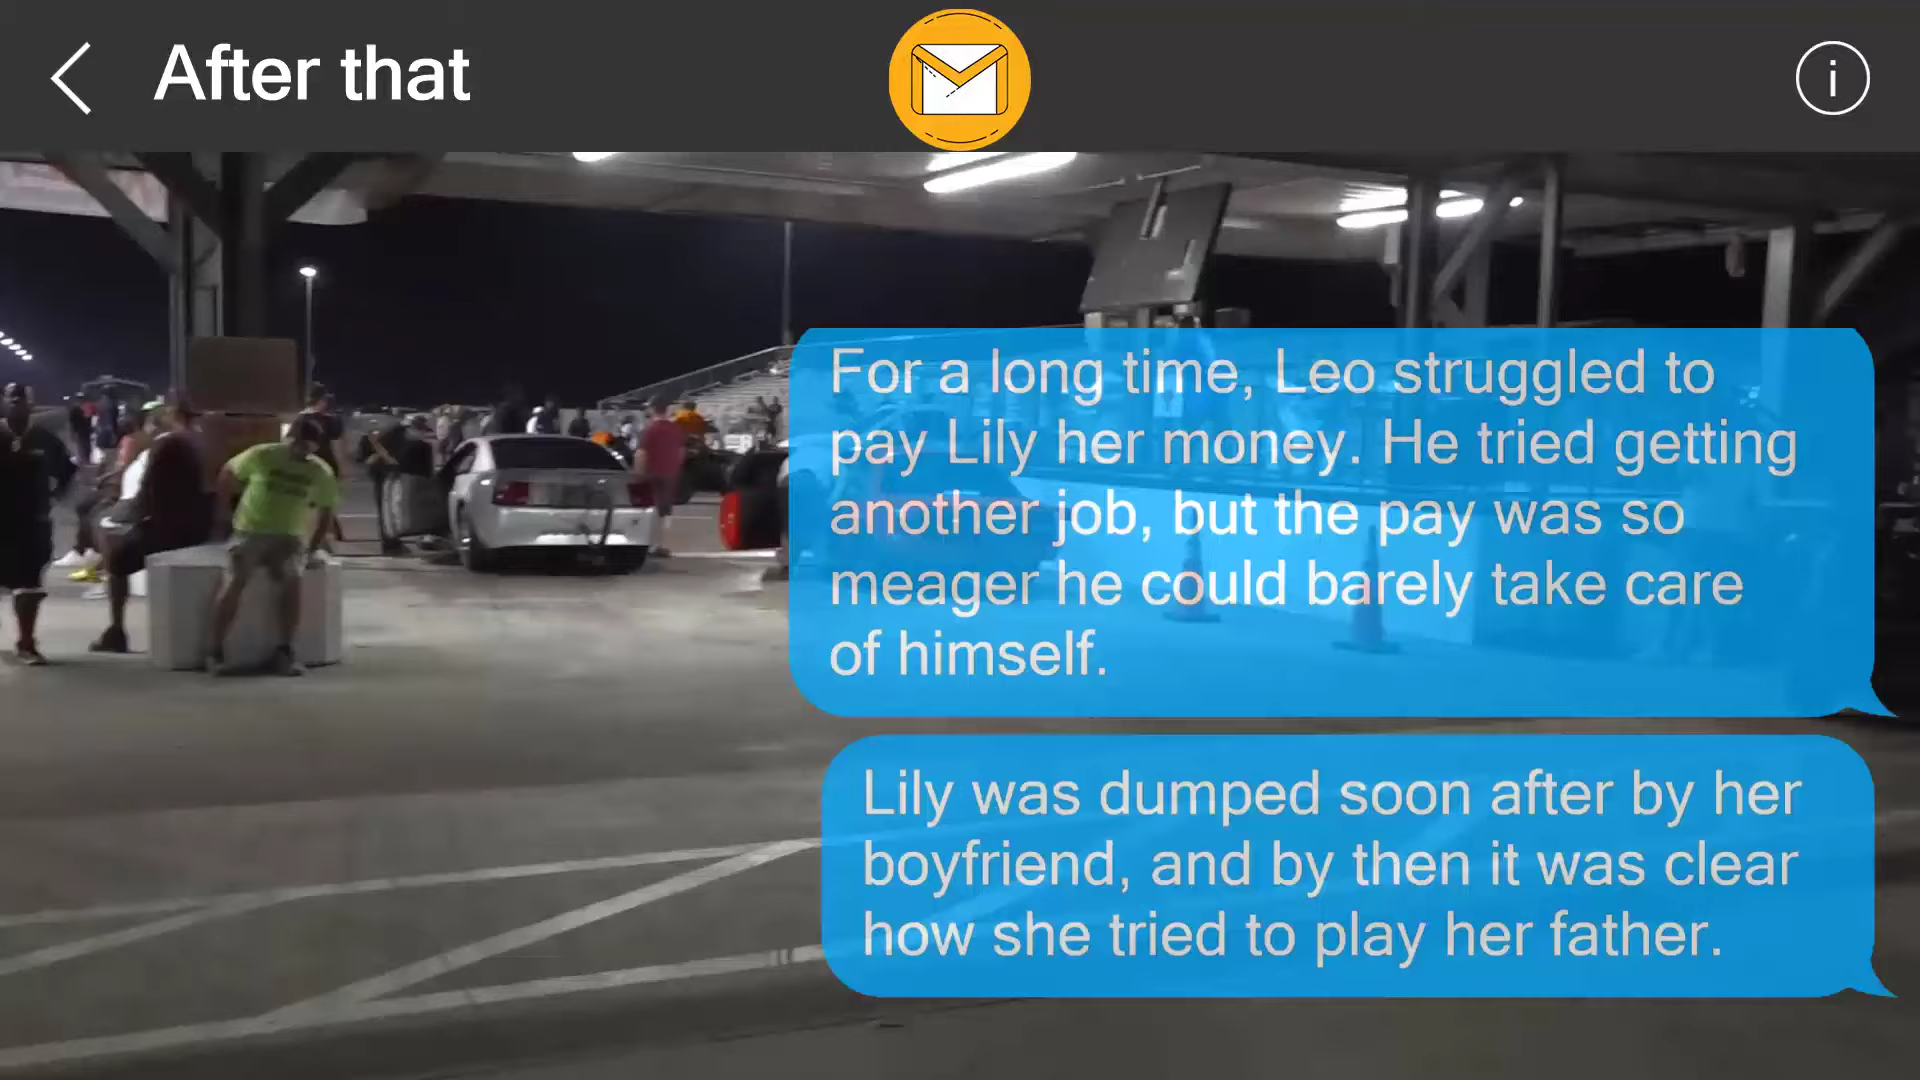 After that
i
For a long time, Leo struggled to
pay Lily her money. He tried getting
another job, but the pay was so
meager he could barely take care
of himself.
Lily was dumped soon after by her
boyfriend, and by then it was clear
how she tried to play her father.